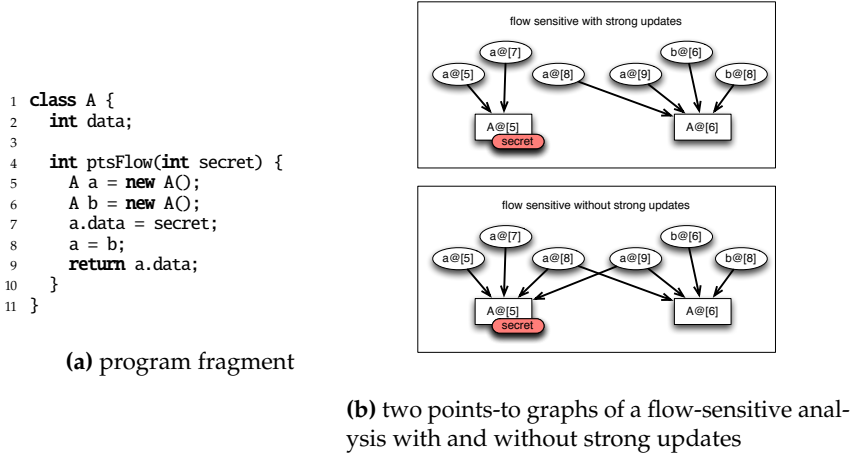 1 class A {
2 int data;
3
4 int ptsFlow(int secret) {
5 A a = new A();
6 A b = new A();
7 a.data = secret;
8 a = b;
9 return a.data;
10 }
11 }
(a) program fragment
flow sensitive with strong updates
a@[7] b@[6]
a@[5] a@[8] a@[9] b@[8]
A@[5] A@[6]
secret
flow sensitive without strong updates
a@[7] b@[6]
a@[5] a@[8] a@[9] b@[8]
A@[5] A@[6]
secret
(b) two points-to graphs of a flow-sensitive anal-
ysis with and without strong updates